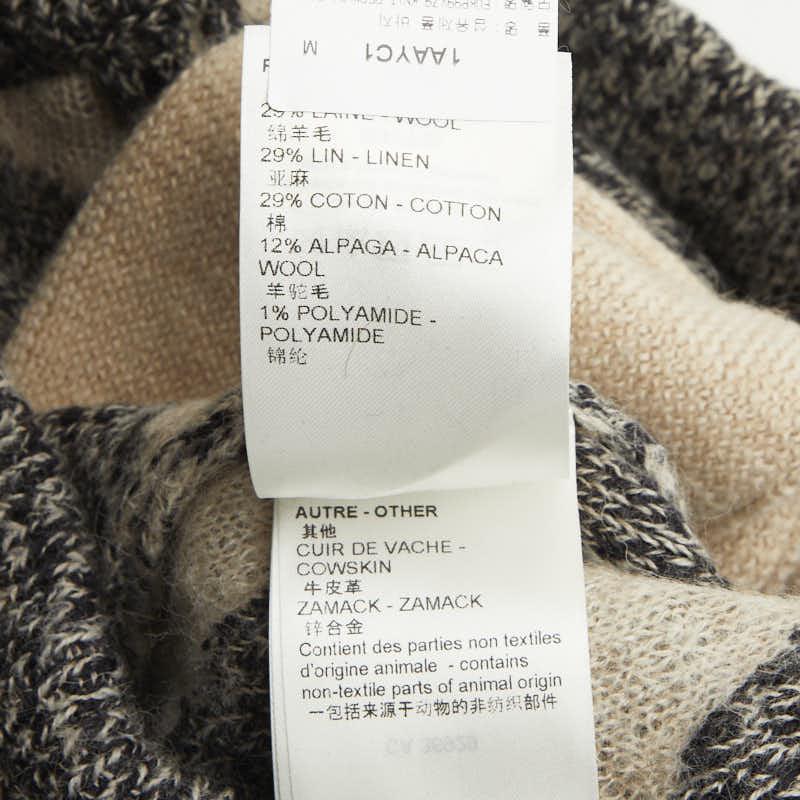 1AAYC1
M
29% LAINE - WOOL
绵羊毛
29% LIN - LINEN
亚麻
29% COTON - COTTON
棉
12% ALPAGA - ALPACA
WOOL
羊驼毛
1% POLYAMIDE -
POLYAMIDE
锦纶
AUTRE - OTHER
其他
CUIR DE VACHE -
COWSKIN
牛皮革
ZAMACK - ZAMACK
锌合金
Contient des parties non textiles
d'origine animale - contains
non-textile parts of animal origin
一包括来源于动物的非纺织部件